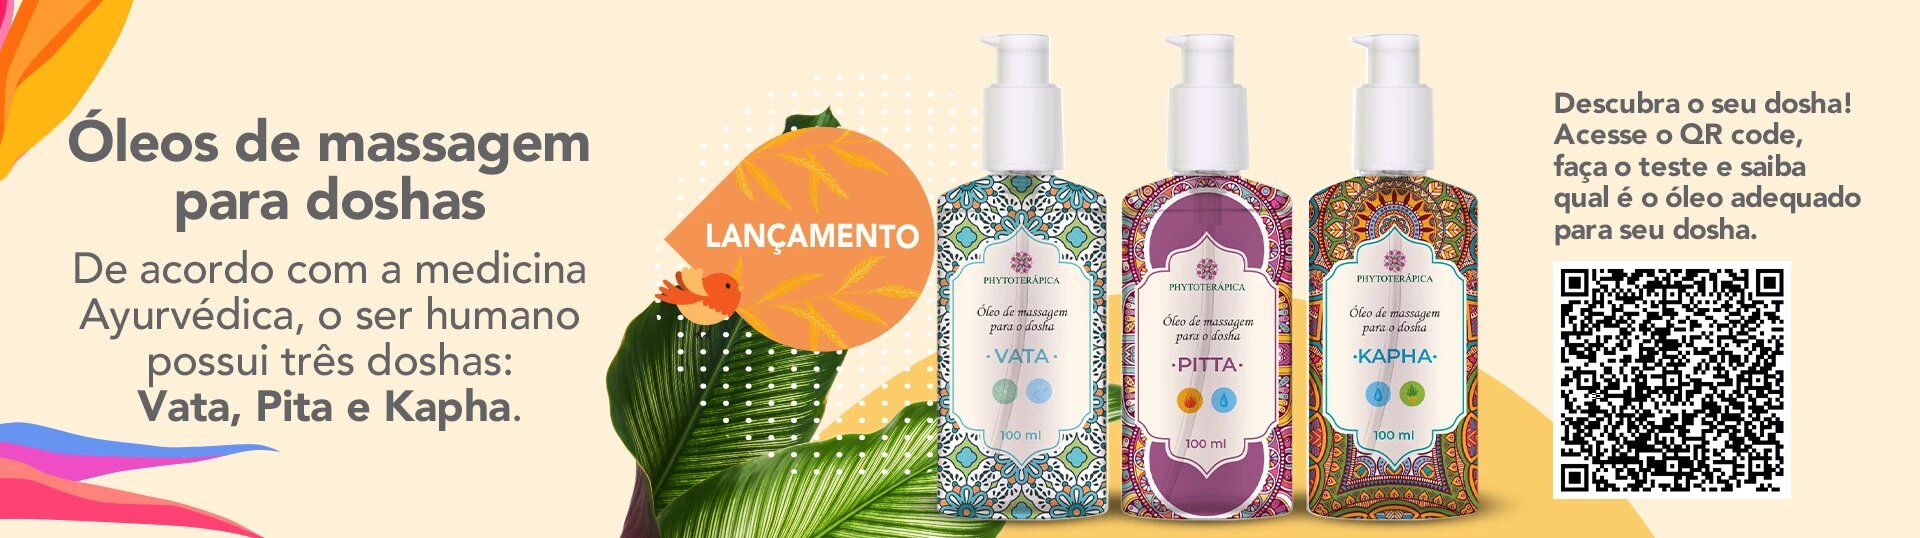 Óleos de massagem
para doshas
De acordo com a medicina
Ayurvédica, o ser humano
possui três doshas:
Vata, Pita e Kapha.
LANÇAMENTO
PHYTOTERÁPICA
Óleo de massagem
para o dosha
·VATA·
100 ml
PHYTOTERÁPICA
Óleo de massagem
para o dosha
·PITTA·
100 ml
PHYTOTERÁPICA
Óleo de massagem
para o dosha
·KAPHA·
100 ml
Descubra o seu dosha!
Acesse o QR code,
faça o teste e saiba
qual é o óleo adequado
para seu dosha.